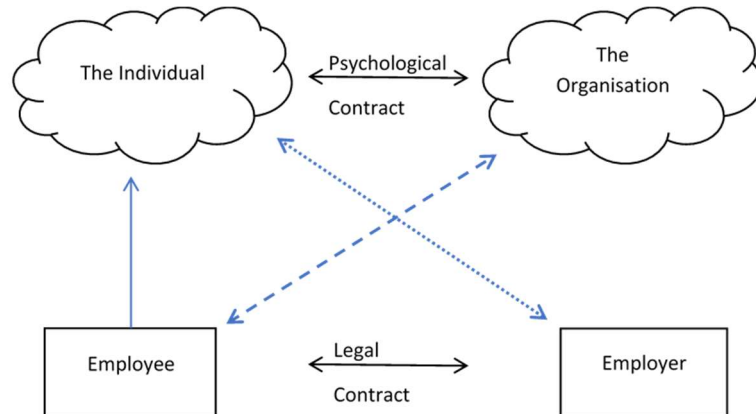 The Individual
Psychological
Contract
The
Organisation
Employee
Legal
Contract
Employer